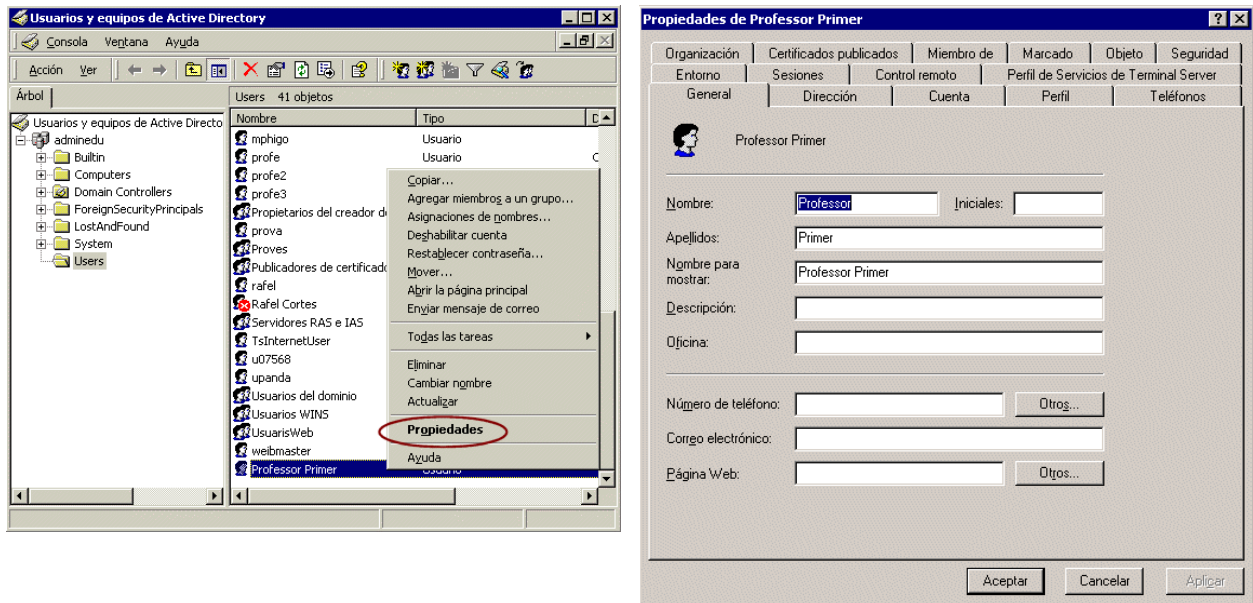 Usuarios y equipos de Active Directory
Consola Ventana Ayuda
Acción Ver
Árbol
Users 41 objetos
Usuarios y equipos de Active Directo
adminedu
Builtin
Computers
Domain Controllers
ForeignSecurityPrincipals
LostAndFound
System
Users
Nombre Tipo D
mphigo Usuario
profe Usuario C
profe2
profe3
Propietarios del creador de
prova
Proves
Publicadores de certificado
rafel
Rafel Cortes
Servidores RAS e IAS
TsInternetUser
u07568
upanda
Usuarios del dominio
Usuarios WINS
UsuarisWeb
weibmaster
Professor Primer Usuario
Copiar...
Agregar miembros a un grupo...
Asignaciones de nombres...
Deshabilitar cuenta
Restablecer contraseña...
Mover...
Abrir la página principal
Enviar mensaje de correo
Todas las tareas
Eliminar
Cambiar nombre
Actualizar
Propiedades
Ayuda
Propiedades de Professor Primer
Organización Certificados publicados Miembro de Marcado Objeto Seguridad
Entorno Sesiones Control remoto Perfil de Servicios de Terminal Server
General Dirección Cuenta Perfil Teléfonos
Professor Primer
Nombre: Professor Iniciales:
Apellidos: Primer
Nombre para
mostrar: Professor Primer
Descripción:
Oficina:
Número de teléfono: Otros...
Correo electrónico:
Página Web: Otros...
Aceptar Cancelar Aplicar